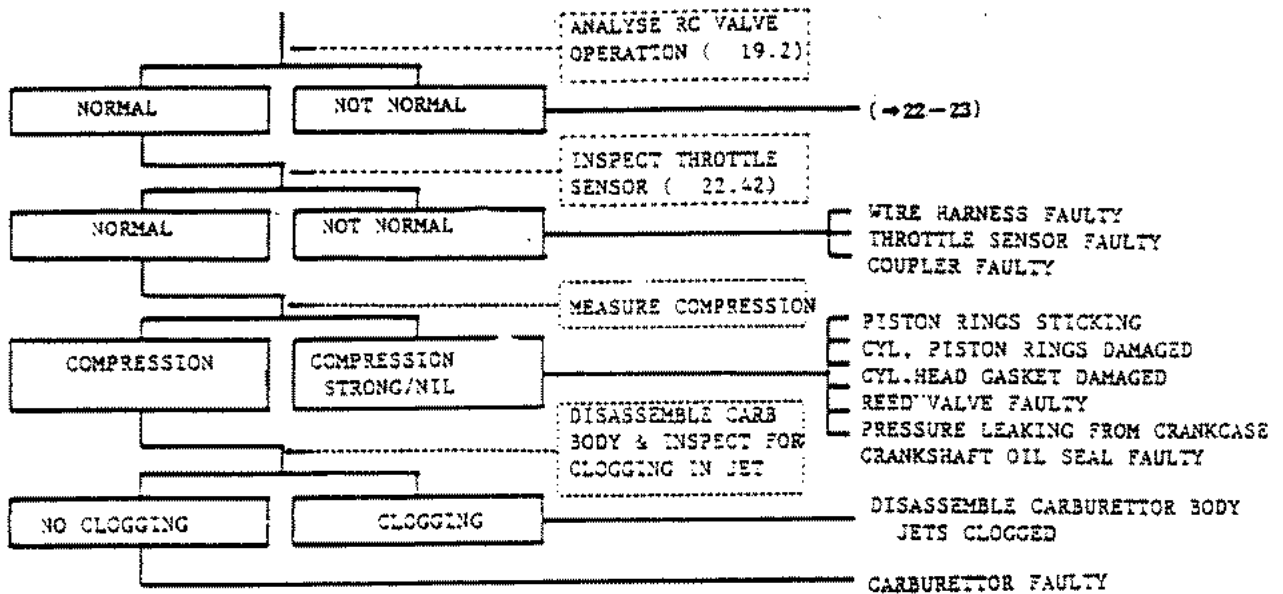 ANALYSE RC VALVE
OPERATION ( 19.2)
NORMAL
NOT NORMAL
(→22-23)
INSPECT THROTTLE
SENSOR ( 22.42)
NORMAL
NOT NORMAL
WIRE HARNESS FAULTY
THROTTLE SENSOR FAULTY
COUPLER FAULTY
MEASURE COMPRESSION
COMPRESSION
COMPRESSION
STRONG/NIL
PISTON RINGS STICKING
CYL. PISTON RINGS DAMAGED
CYL.HEAD GASKET DAMAGED
REED VALVE FAULTY
PRESSURE LEAKING FROM CRANKCASE
CRANKSHAFT OIL SEAL FAULTY
DISASSEMBLE CARB
BODY & INSPECT FOR
CLOGGING IN JET
NO CLOGGING
CLOGGING
DISASSEMBLE CARBURETTOR BODY
JETS CLOGGED
CARBURETTOR FAULTY